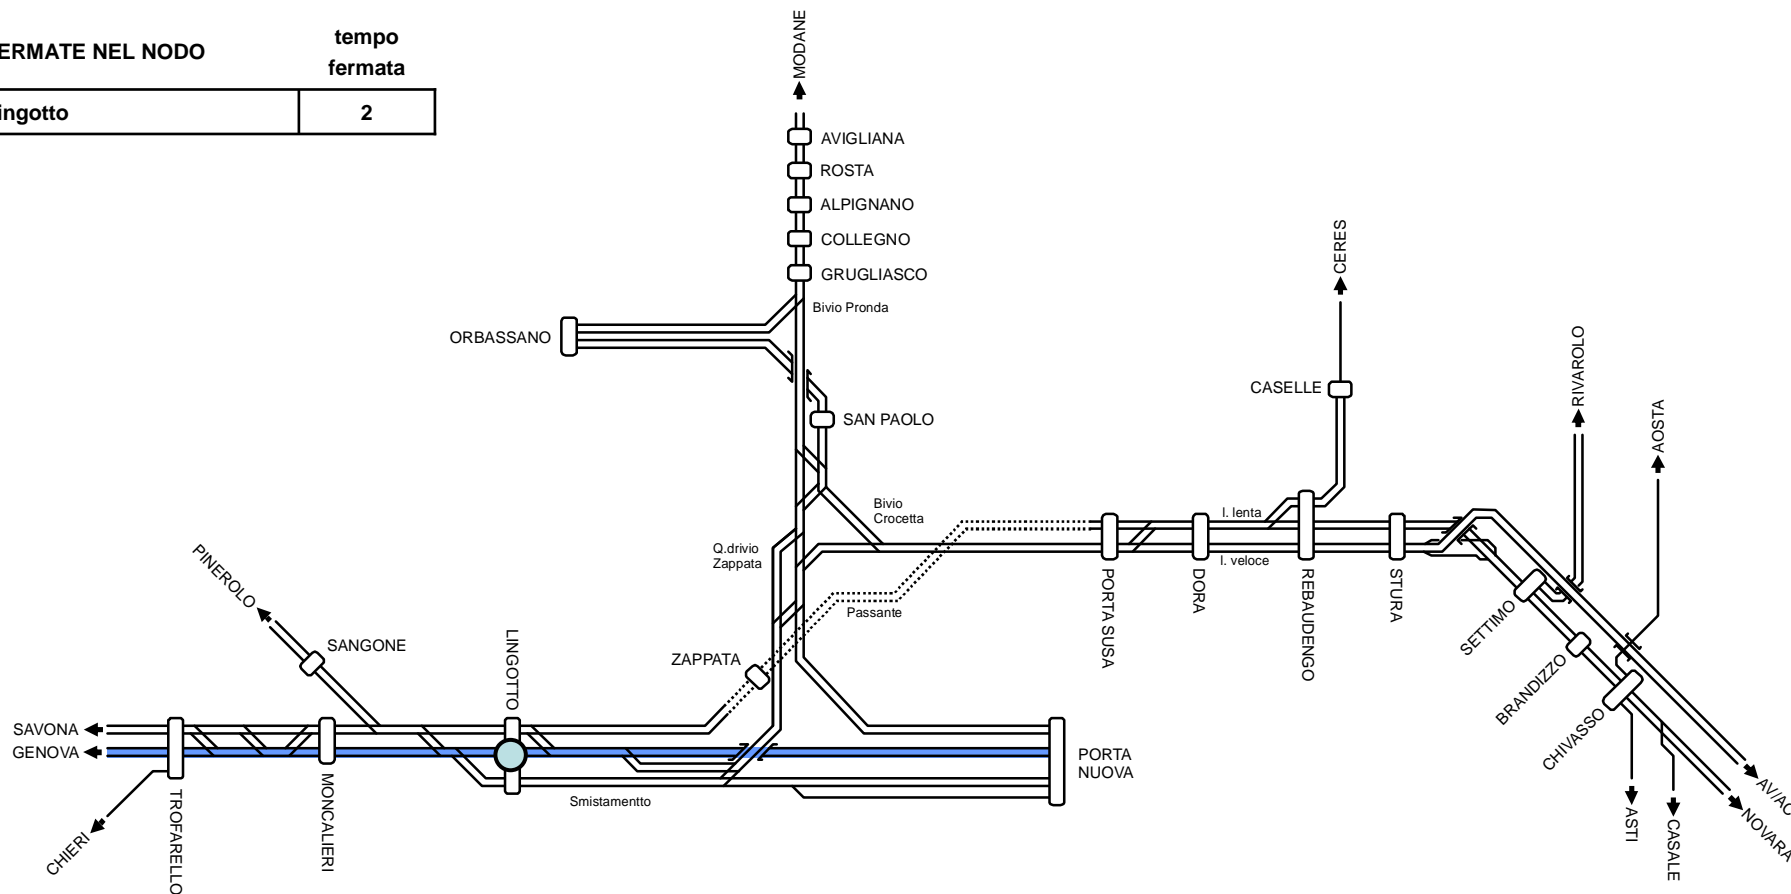 ERMATE NEL NODO
tempo
fermata
ingotto
2
MODANE
AVIGLIANA
ROSTA
ALPIGNANO
COLLEGNO
GRUGLIASCO
Bivio Pronda
ORBASSANO
SAN PAOLO
CERES
CASELLE
RIVAROLO
AOSTA
Bivio
Crocetta
Q.drivio
Zappata
l. lenta
l. veloce
Passante
PORTA SUSA
DORA
REBAUDENGO
STURA
SETTIMO
BRANDIZZO
CHIVASSO
PINEROLO
SANGONE
LINGOTTO
ZAPPATA
SAVONA
GENOVA
CHIERI
TROFARELLO
MONCALIERI
Smistamentto
PORTA
NUOVA
ASTI
CASALE
NOVARA
AV/AC